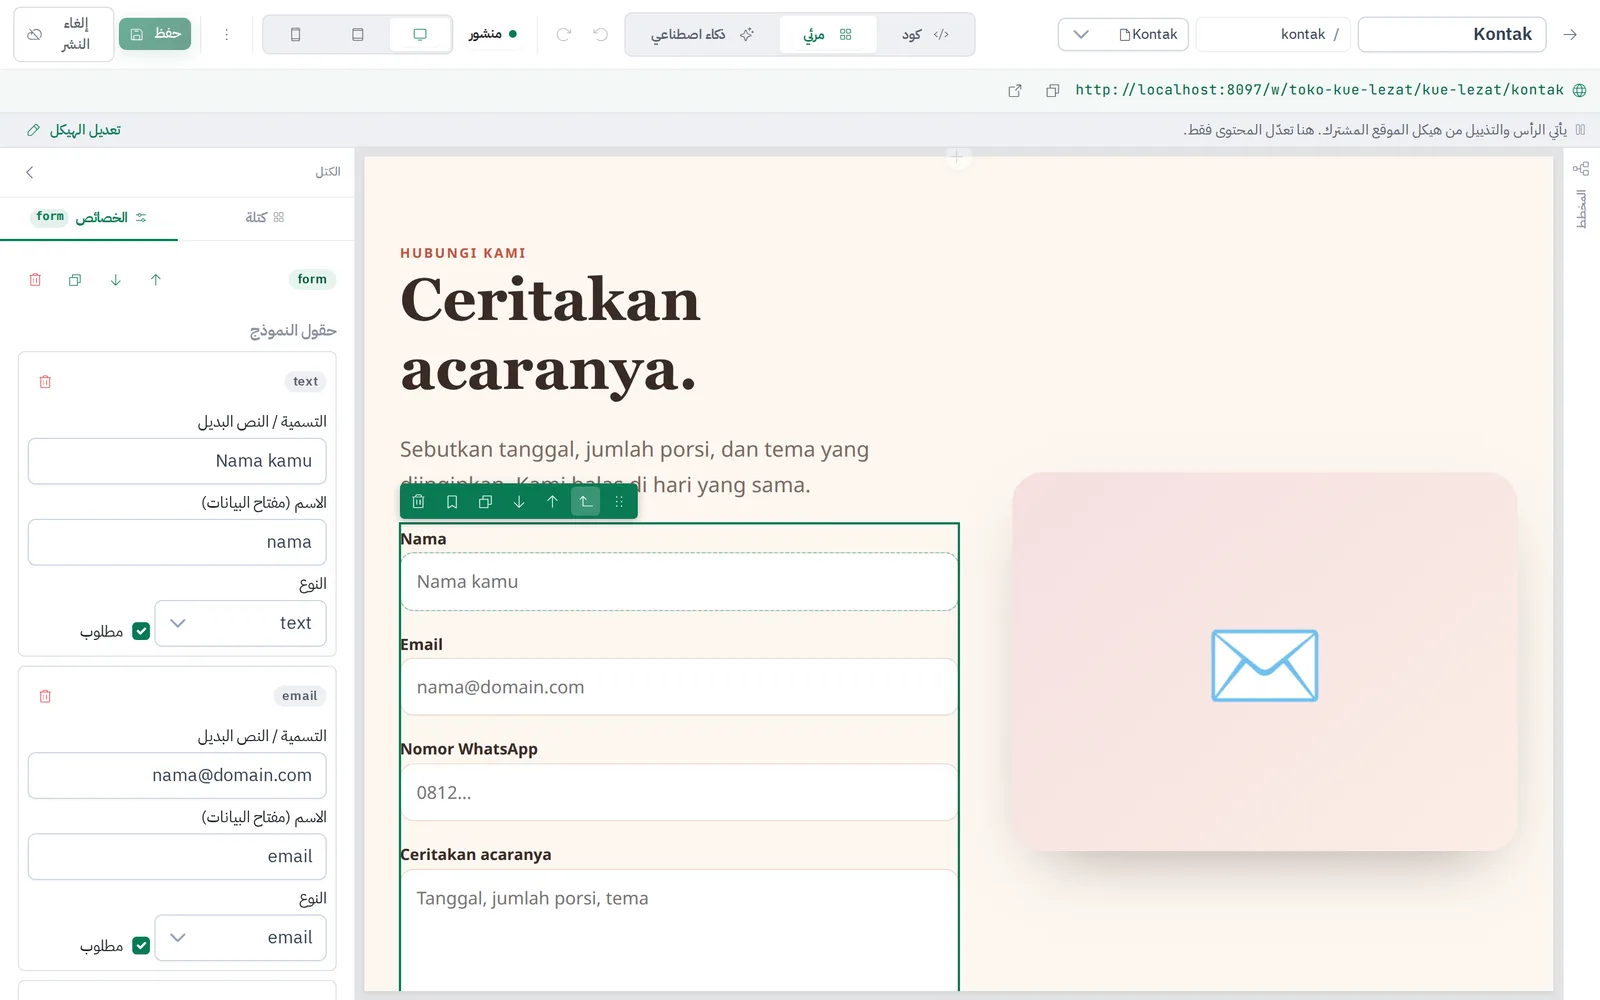 Kontak
/ kontak
Kontak
كود
مرئي
ذكاء اصطناعي
منشور
حفظ
إلغاء
النشر
http://localhost:8097/w/toko-kue-lezat/kue-lezat/kontak
يأتي الرأس والتذييل من هيكل الموقع المشترك. هنا تعدّل المحتوى فقط.
تعديل الهيكل
المخطط
الكتل
كتلة
الخصائص form
form
حقول النموذج
text
التسمية / النص البديل
Nama kamu
الاسم (مفتاح البيانات)
nama
النوع
text
مطلوب
email
التسمية / النص البديل
nama@domain.com
الاسم (مفتاح البيانات)
email
النوع
email
مطلوب
HUBUNGI KAMI
Ceritakan
acaranya.
Sebutkan tanggal, jumlah porsi, dan tema yang
diinginkan. Kami balas di hari yang sama.
Nama
Nama kamu
Email
nama@domain.com
Nomor WhatsApp
0812...
Ceritakan acaranya
Tanggal, jumlah porsi, tema